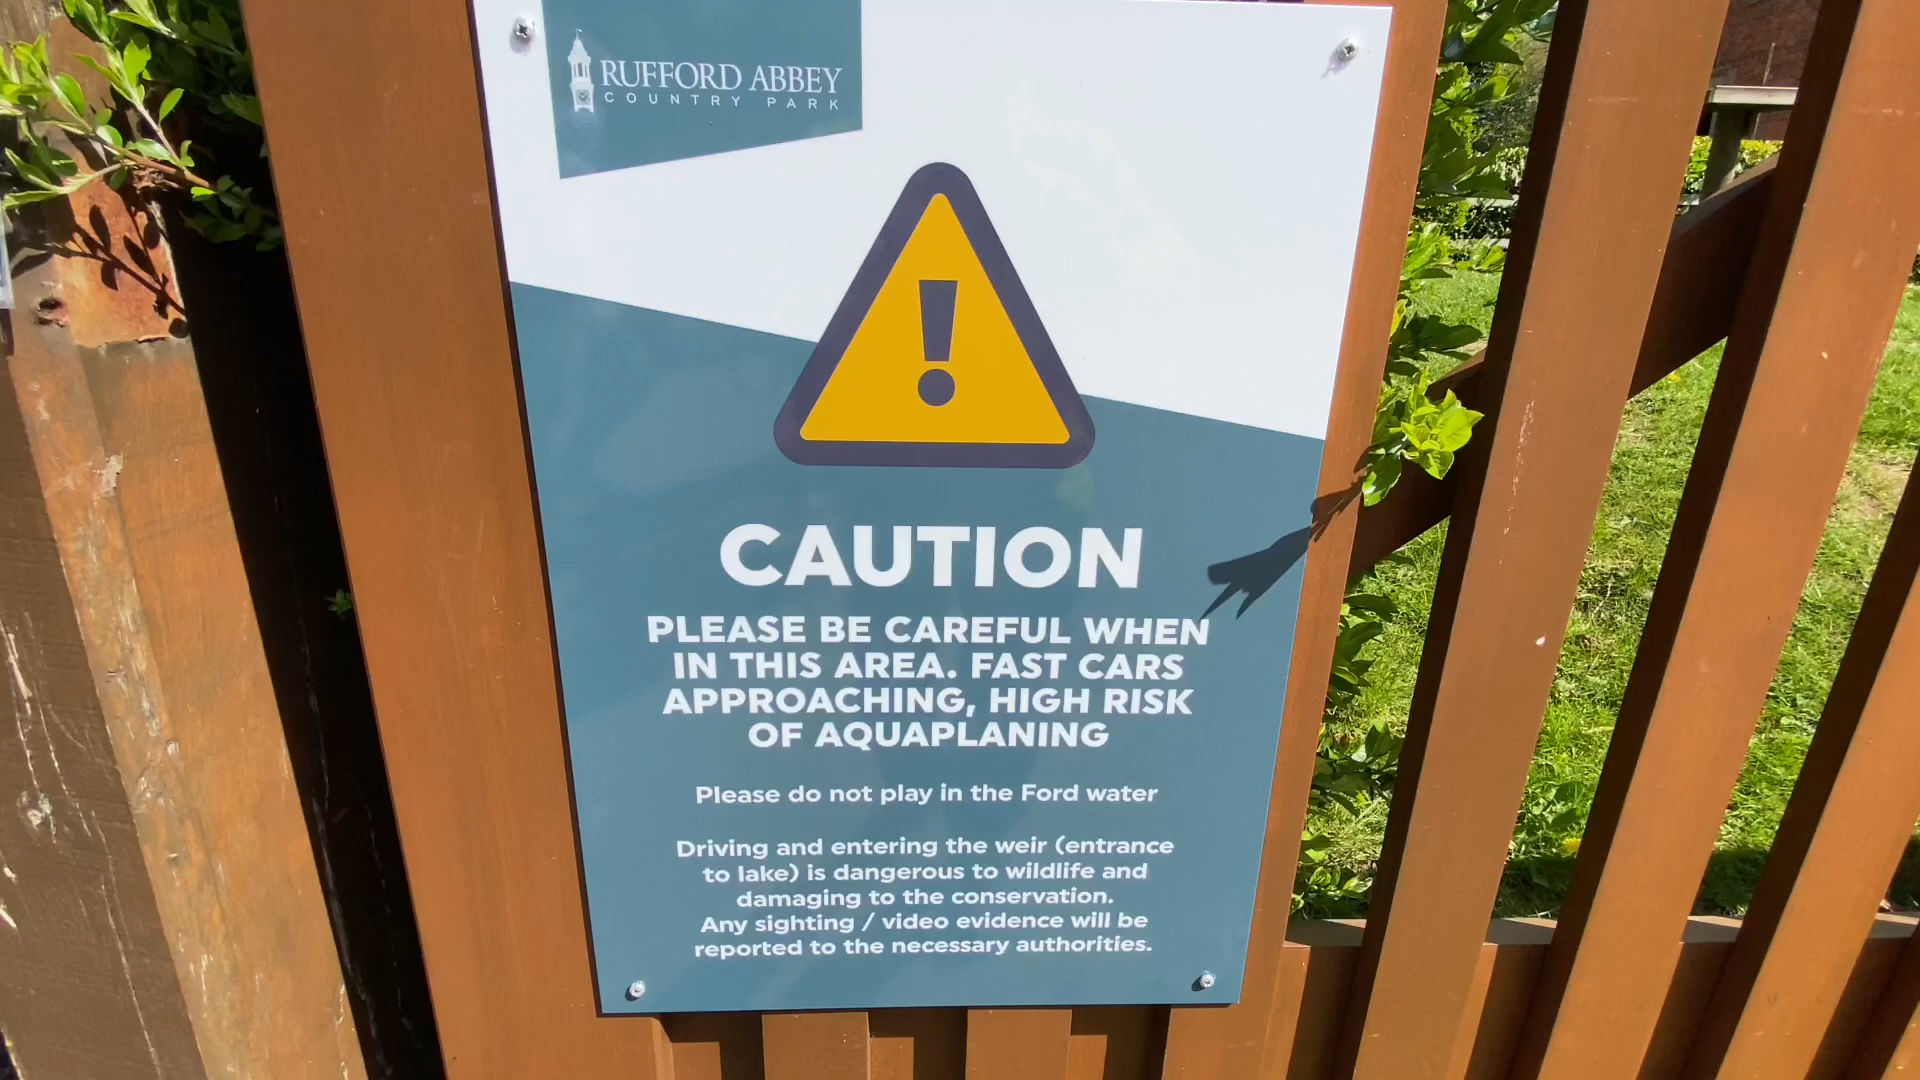 RUFFORD ABBEY
COUNTRY PARK
!
CAUTION
PLEASE BE CAREFUL WHEN
IN THIS AREA. FAST CARS
APPROACHING, HIGH RISK
OF AQUAPLANING
Please do not play in the Ford water
Driving and entering the weir (entrance
to lake) is dangerous to wildlife and
damaging to the conservation.
Any sighting / video evidence will be
reported to the necessary authorities.